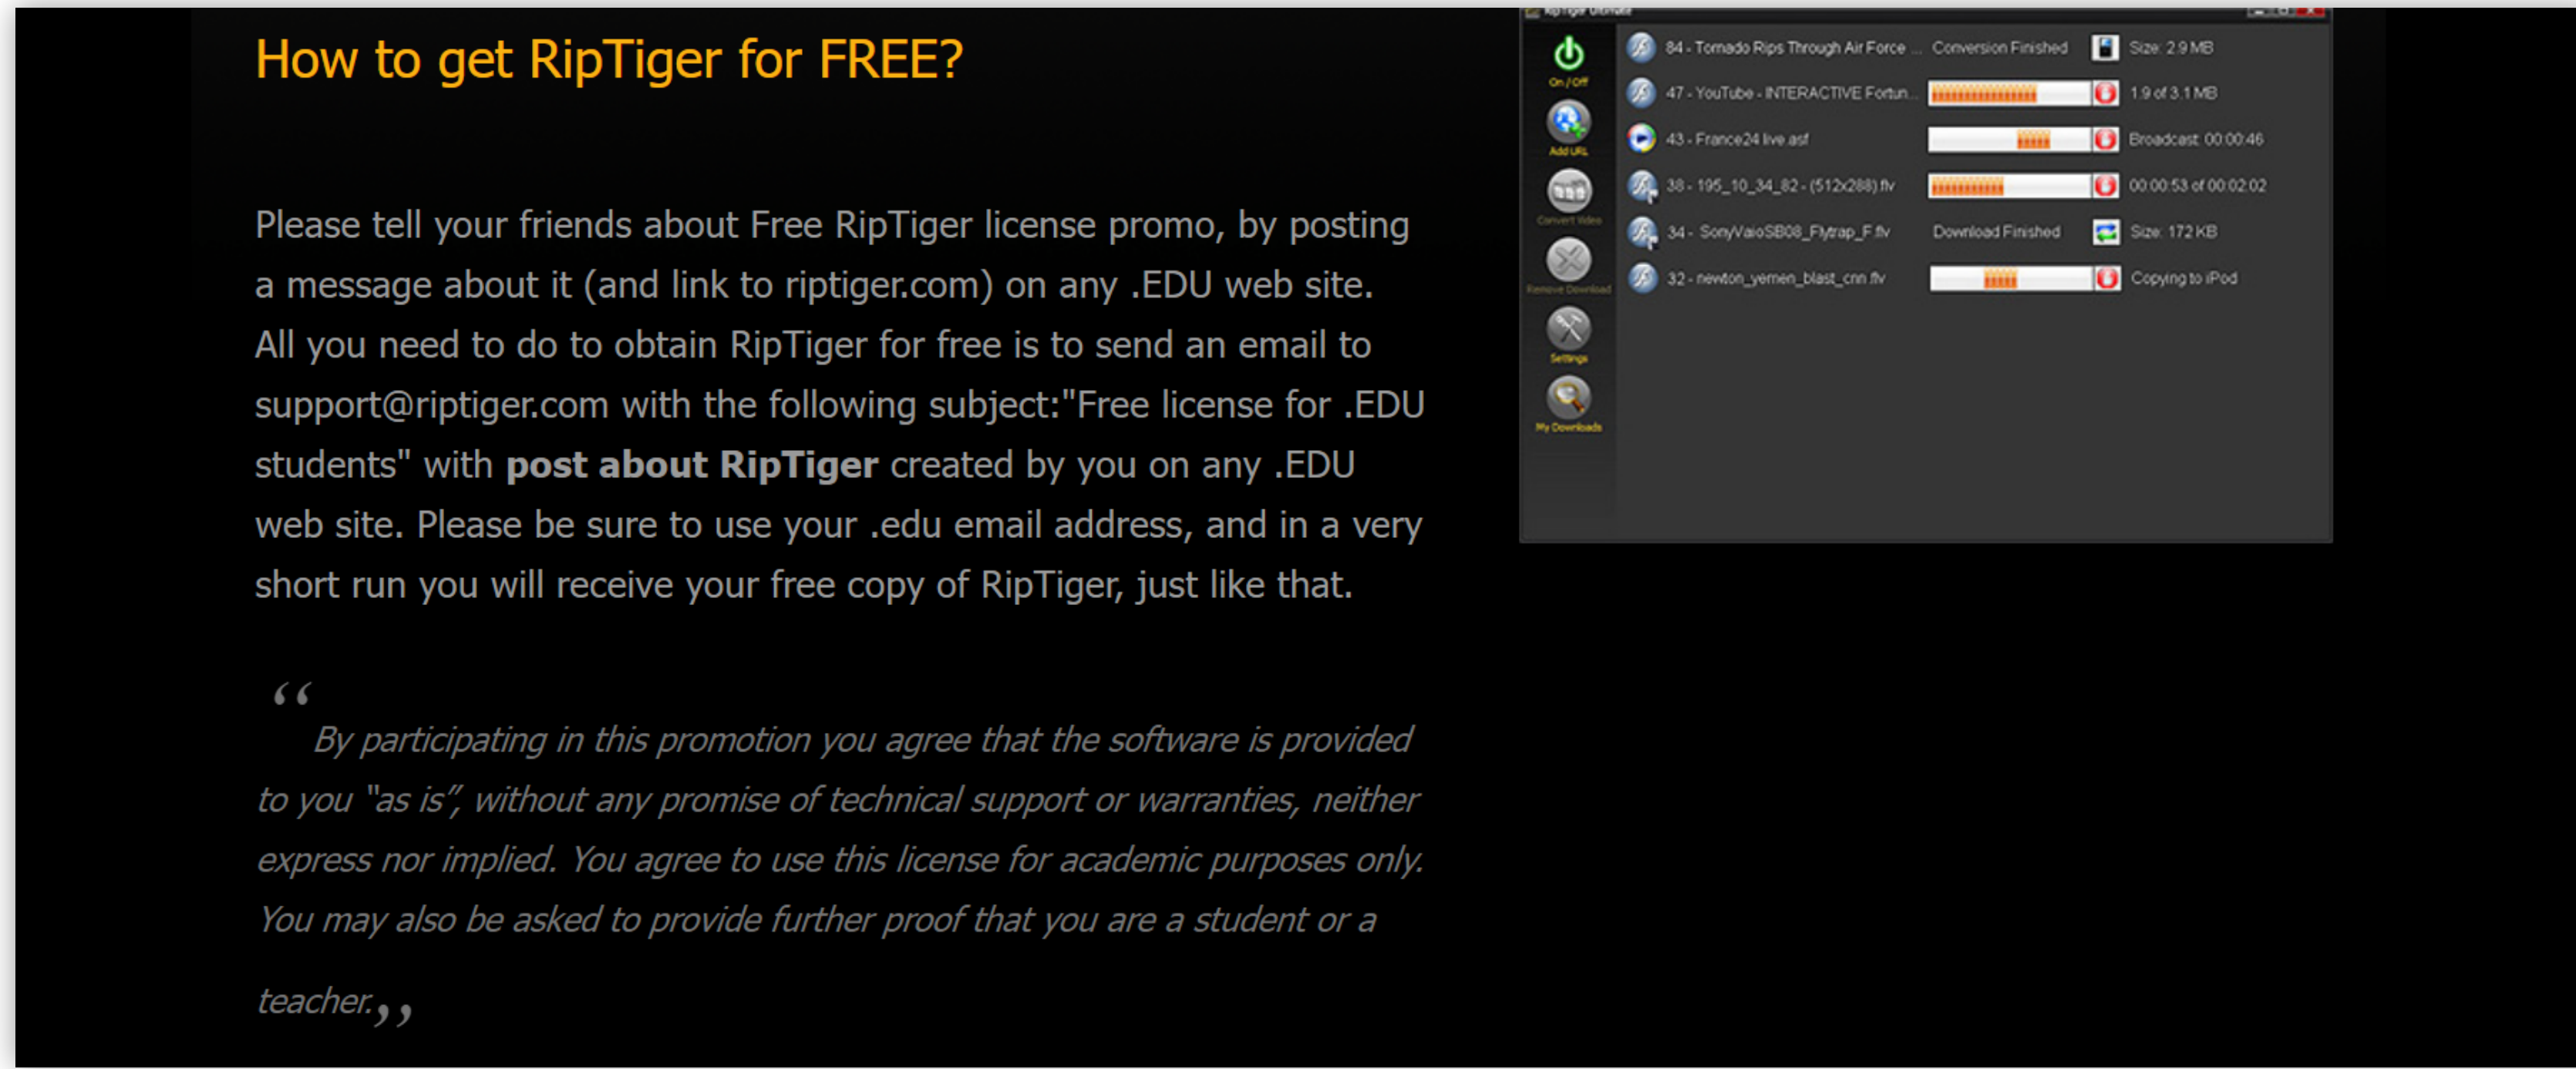 How to get RipTiger for FREE?
Please tell your friends about Free RipTiger license promo, by posting
a message about it (and link to riptiger.com) on any .EDU web site.
All you need to do to obtain RipTiger for free is to send an email to
support@riptiger.com with the following subject:"Free license for .EDU
students" with post about RipTiger created by you on any .EDU
web site. Please be sure to use your .edu email address, and in a very
short run you will receive your free copy of RipTiger, just like that.
“
By participating in this promotion you agree that the software is provided
to you “as is”, without any promise of technical support or warranties, neither
express nor implied. You agree to use this license for academic purposes only.
You may also be asked to provide further proof that you are a student or a
teacher.,,
RipTiger Ultimate
On / Off
Add URL
Convert Video
Remove Download
Settings
My Downloads
84 - Tornado Rips Through Air Force ... Conversion Finished Size: 2.9 MB
47 - YouTube - INTERACTIVE Fortun... 1.9 of 3.1 MB
43 - France24 live.asf Broadcast: 00:00:46
38 - 195_10_34_82 - (512x288).flv 00:00:53 of 00:02:02
34 - SonyVaioSB08_Flytrap_F.flv Download Finished Size: 172 KB
32 - newton_yemen_blast_cnn.flv Copying to iPod